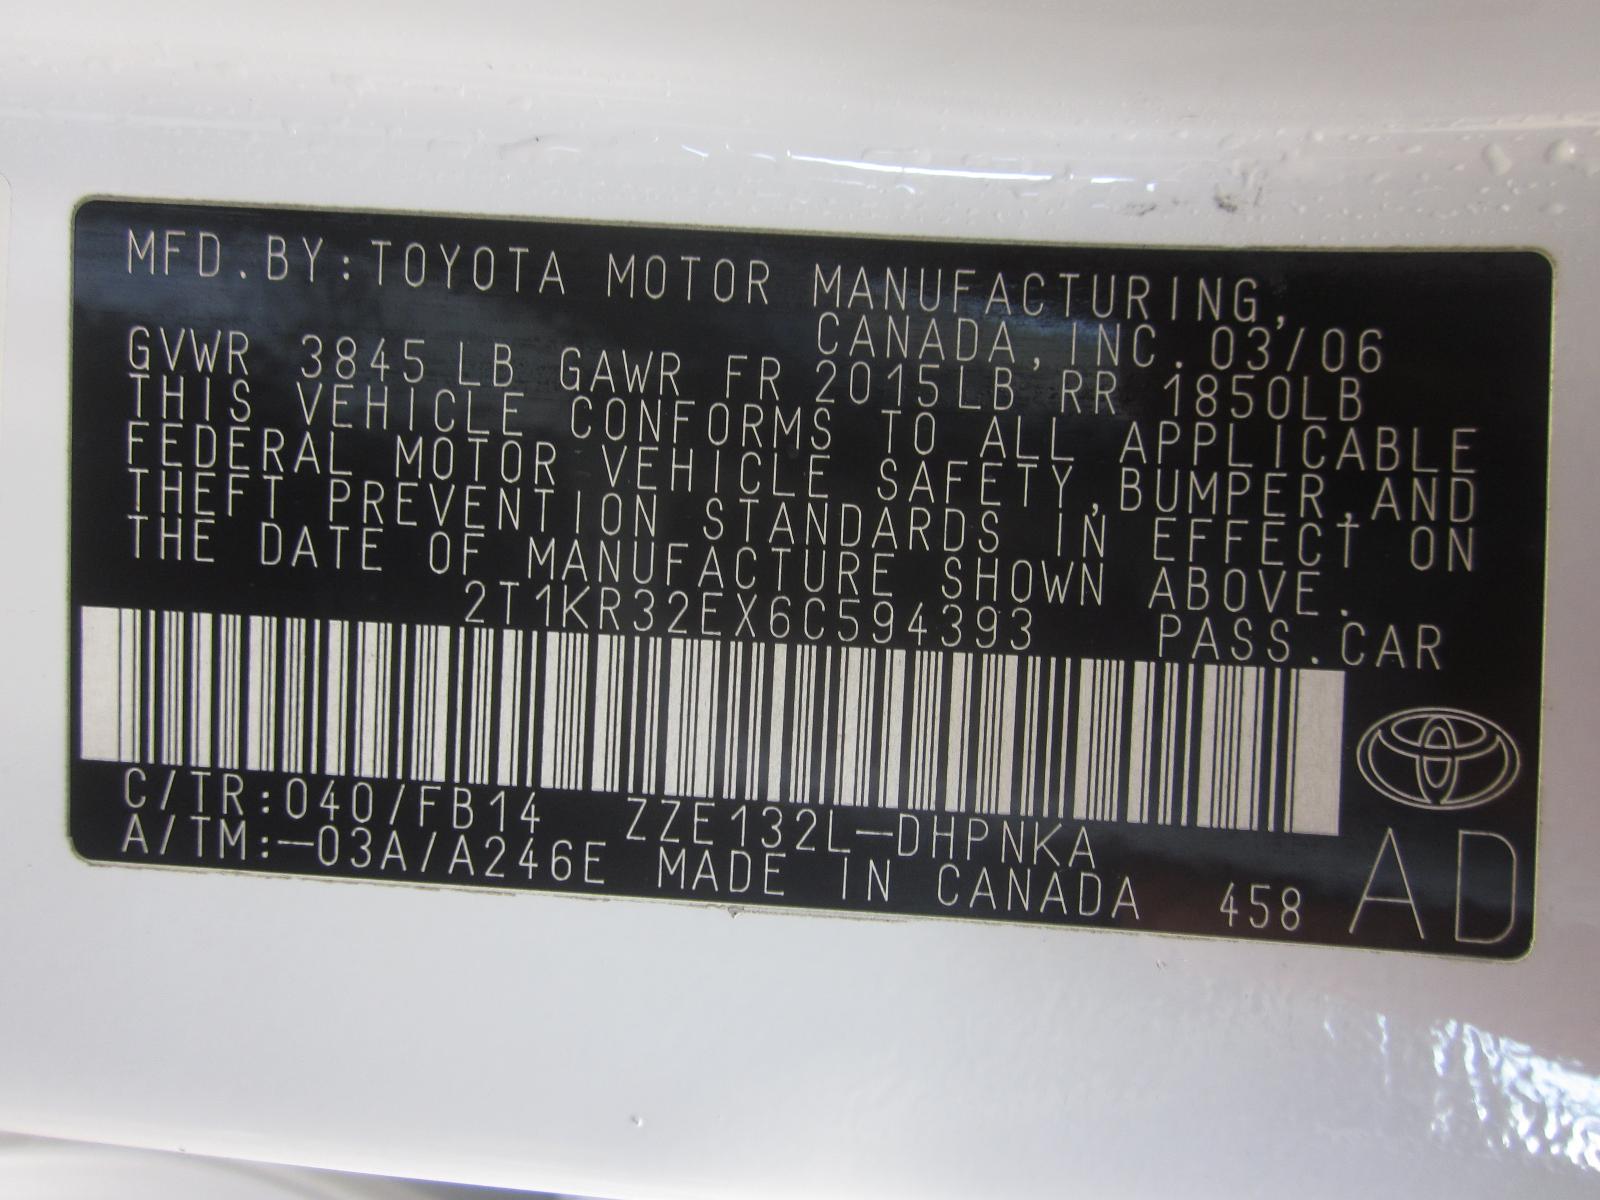 MFD.BY:TOYOTA MOTOR MANUFACTURING,
CANADA,INC.03/06
GVWR 3845LB GAWR FR 2015LB RR 1850LB
THIS VEHICLE CONFORMS TO ALL APPLICABLE
FEDERAL MOTOR VEHICLE SAFETY,BUMPER,AND
THEFT PREVENTION STANDARDS IN EFFECT ON
THE DATE OF MANUFACTURE SHOWN ABOVE.
2T1KR32EX6C594393 PASS.CAR
C/TR:040/FB14 ZZE132L-DHPNKA
A/TM:-03A/A246E MADE IN CANADA 458 AD